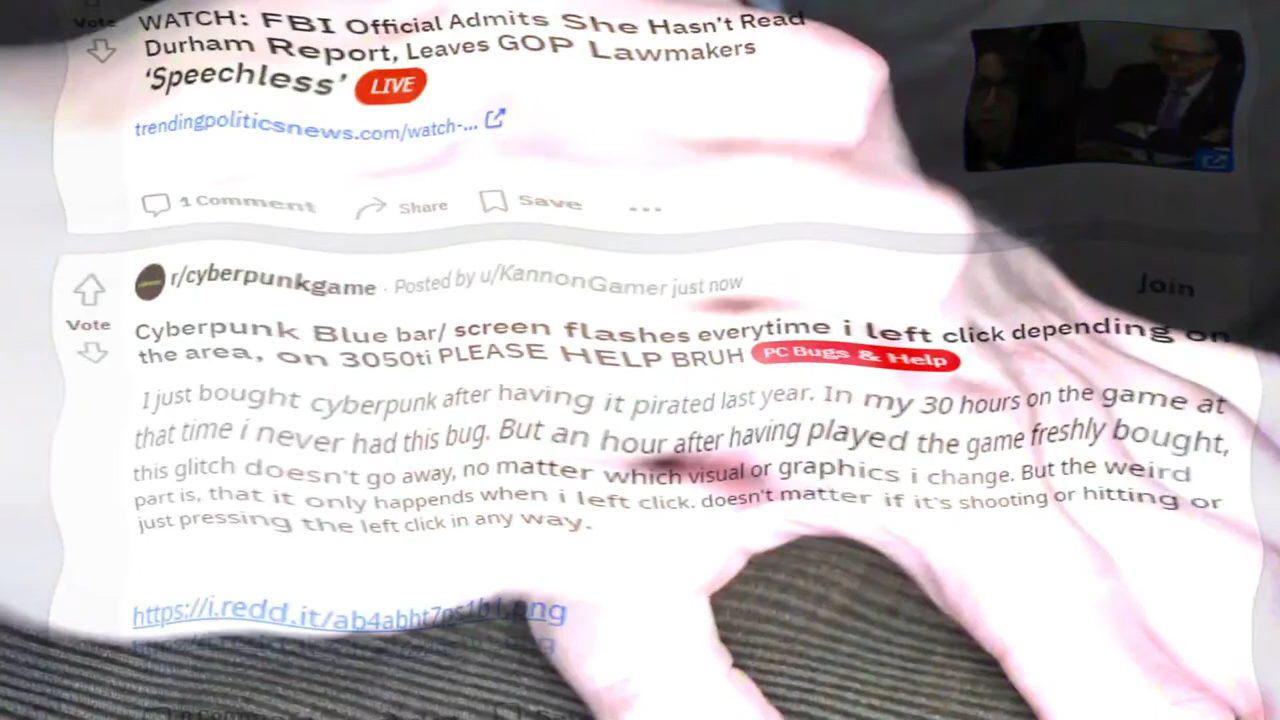 Vote
WATCH: FBI Official Admits She Hasn't Read
Durham Report, Leaves GOP Lawmakers
'Speechless' LIVE
trendingpoliticsnews.com/watch-...
1 Comment Share Save ...
r/cyberpunkgame · Posted by u/KannonGamer just now
Join
Vote
Cyberpunk Blue bar/ screen flashes everytime i left click depending on
the area, on 3050ti PLEASE HELP BRUH PC Bugs & Help
I just bought cyberpunk after having it pirated last year. In my 30 hours on the game at
that time i never had this bug. But an hour after having played the game freshly bought,
this glitch doesn't go away, no matter which visual or graphics i change. But the weird
part is, that it only happens when i left click. doesn't matter if it's shooting or hitting or
just pressing the left click in any way.
https://i.redd.it/ab4abht7ps1b1.png